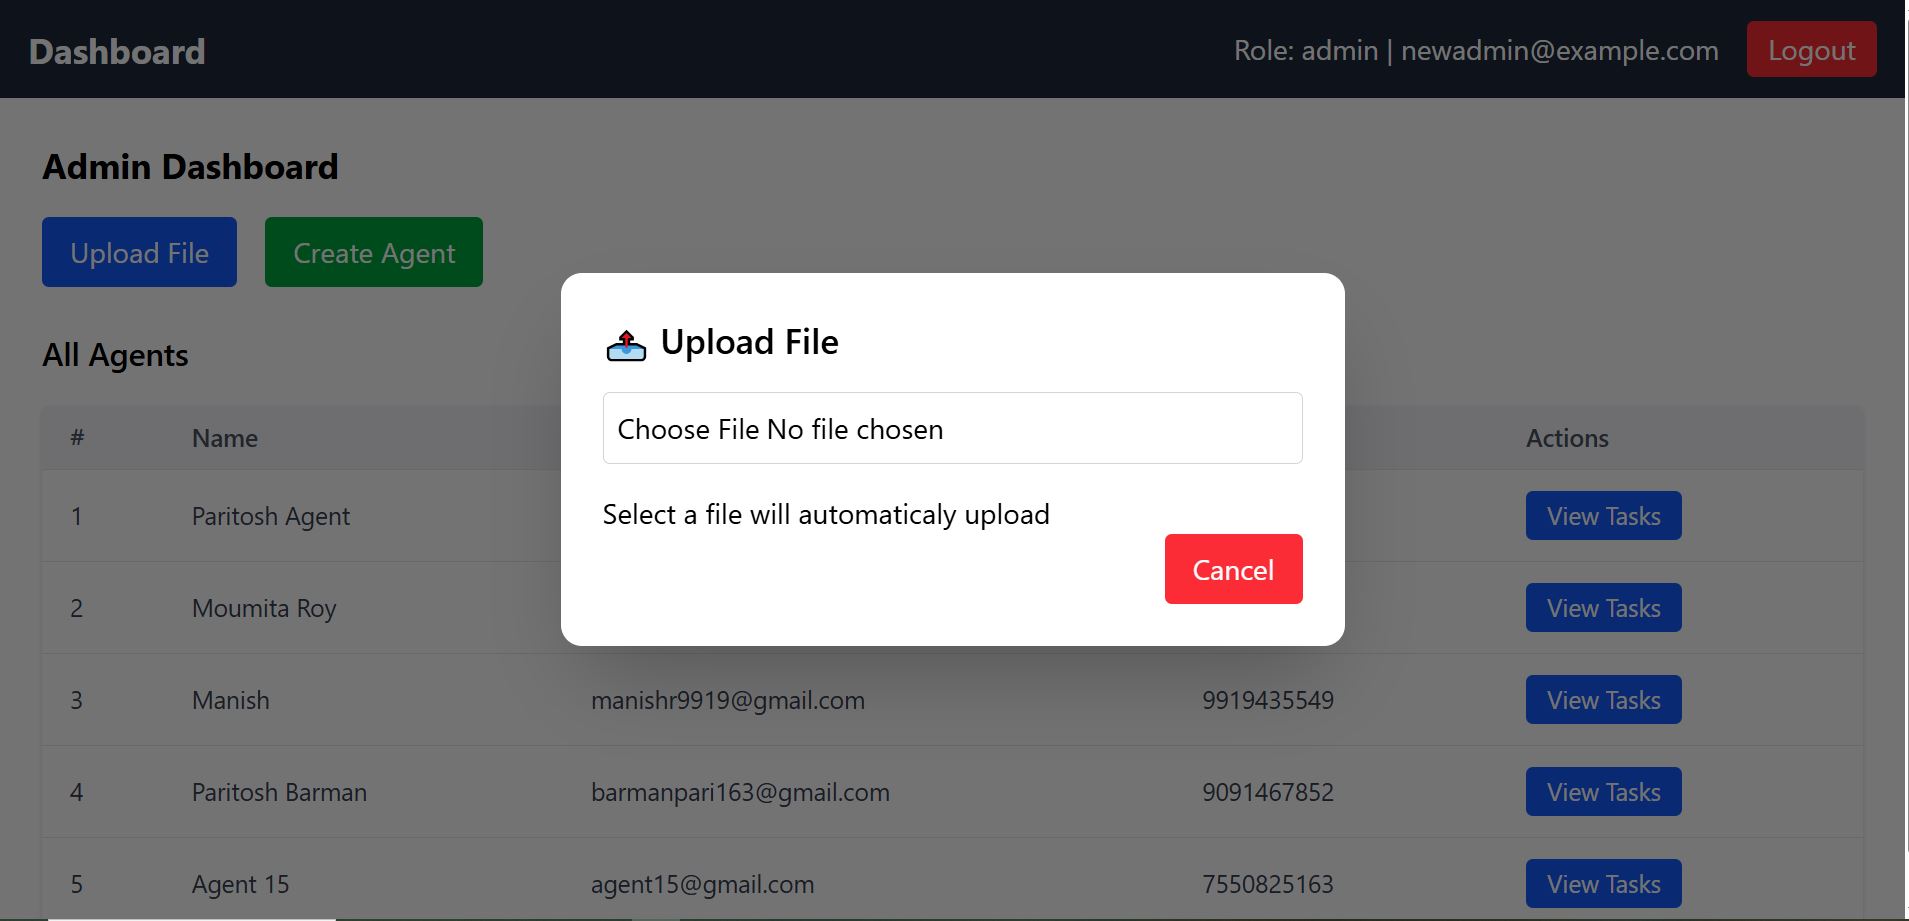 Dashboard
Role: admin | newadmin@example.com
Logout
Admin Dashboard
Upload File
Create Agent
All Agents
Upload File
Choose File No file chosen
Select a file will automaticaly upload
Cancel
# Name Actions
1 Paritosh Agent View Tasks
2 Moumita Roy View Tasks
3 Manish manishr9919@gmail.com 9919435549 View Tasks
4 Paritosh Barman barmanpari163@gmail.com 9091467852 View Tasks
5 Agent 15 agent15@gmail.com 7550825163 View Tasks